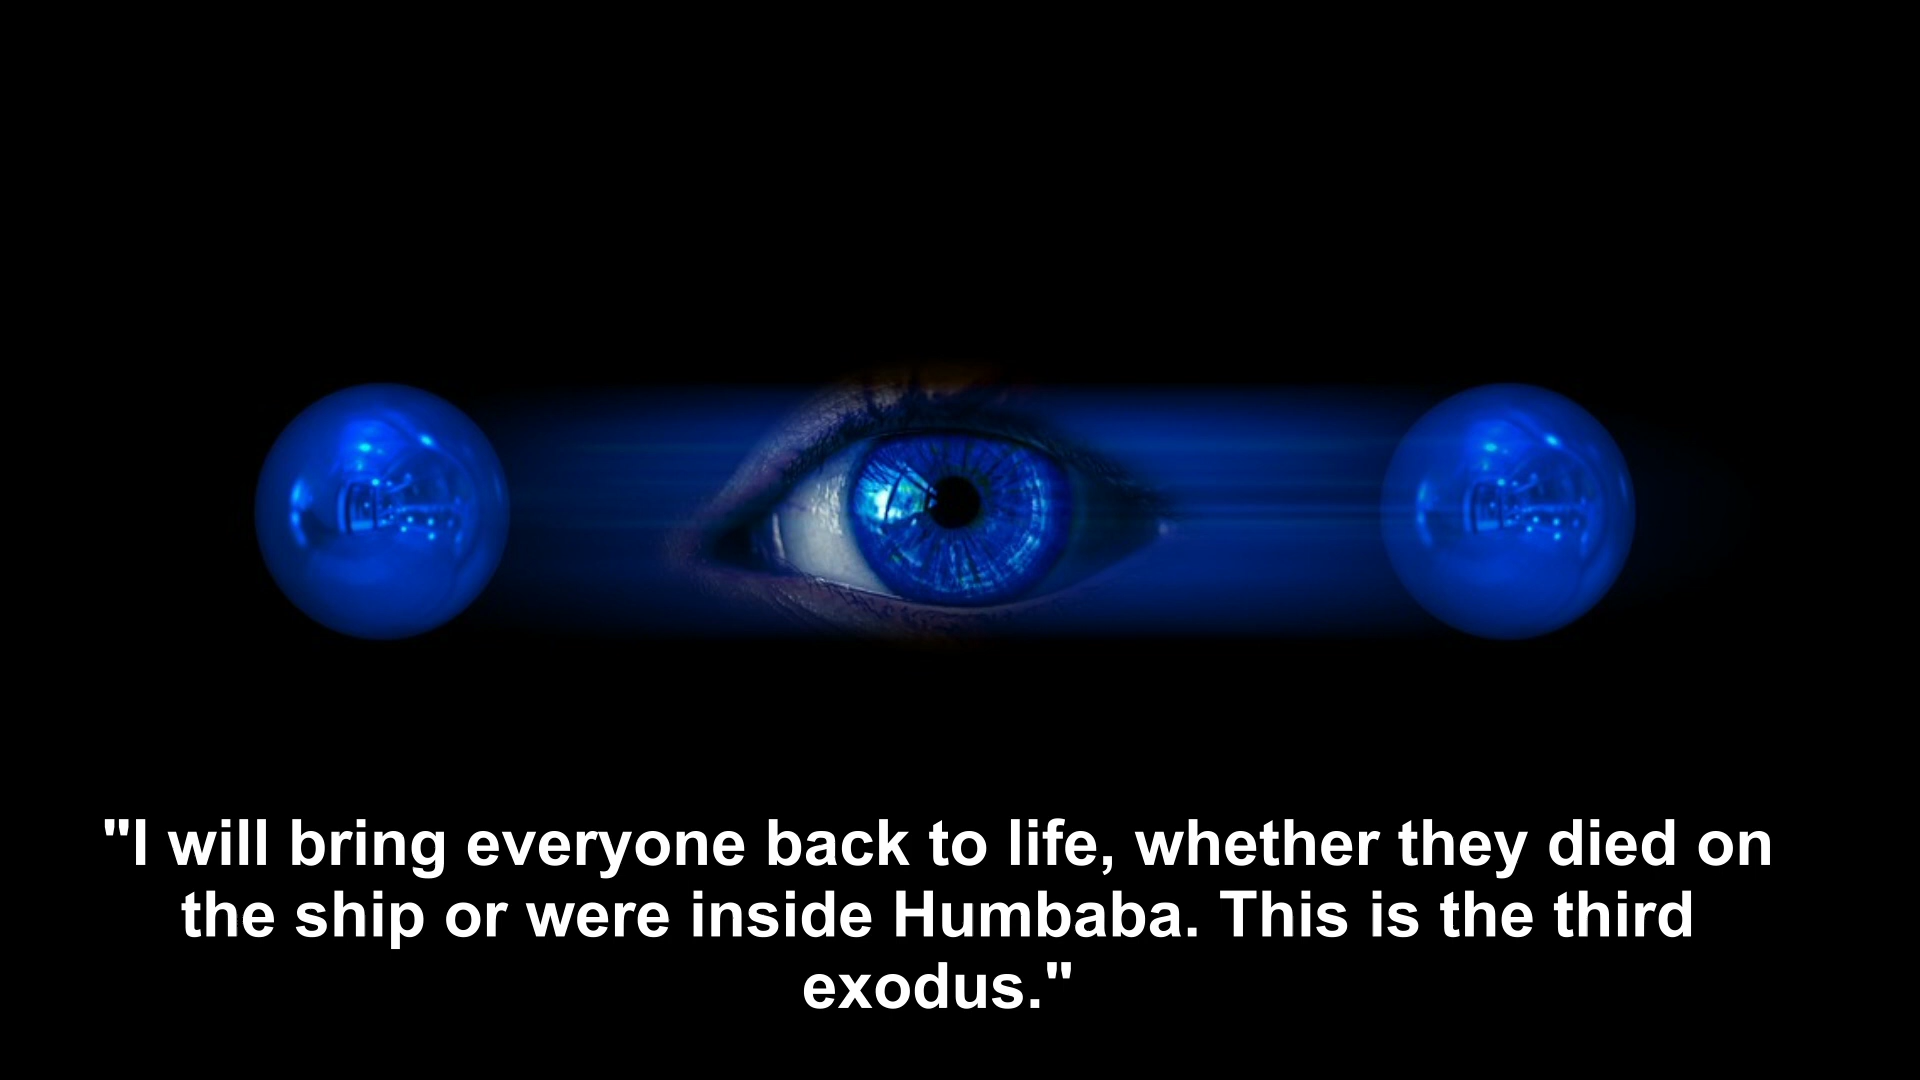 "I will bring everyone back to life, whether they died on
the ship or were inside Humbaba. This is the third
exodus."